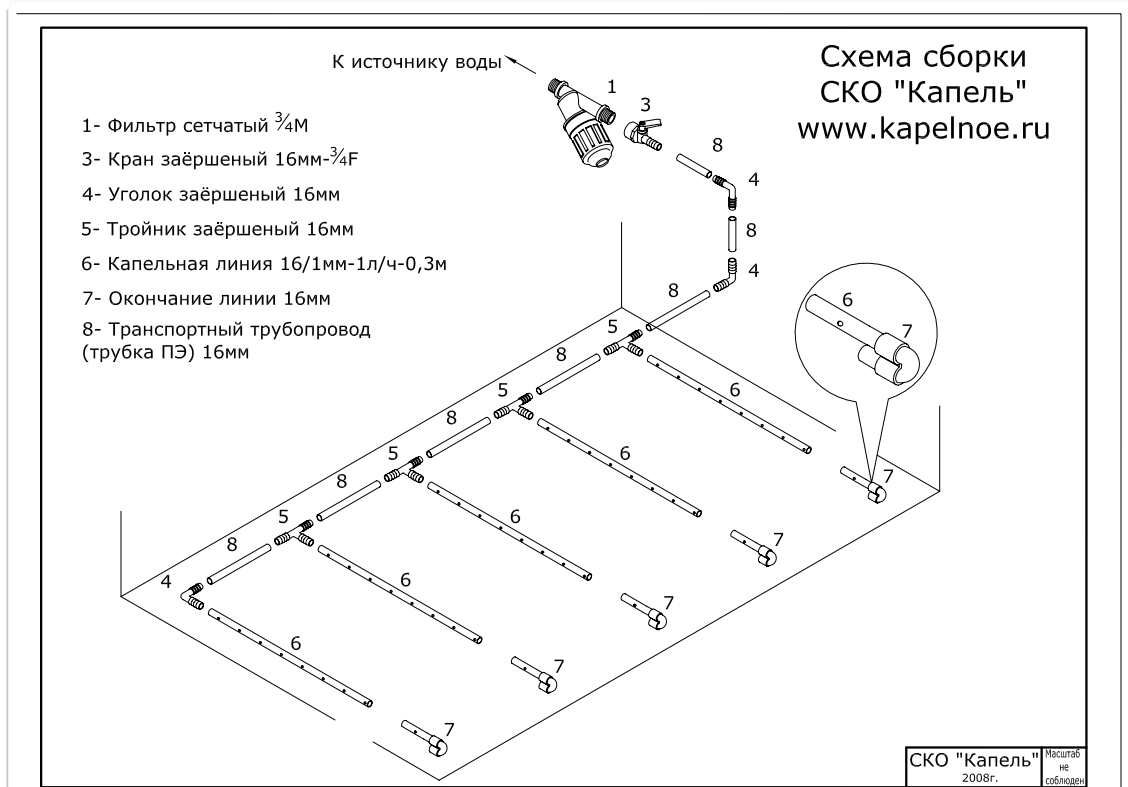 К источнику воды
Схема сборки
СКО "Капель"
www.kapelnoe.ru
1- Фильтр сетчатый ¾M
3- Кран заёршеный 16мм-¾F
4- Уголок заёршеный 16мм
5- Тройник заёршеный 16мм
6- Капельная линия 16/1мм-1л/ч-0,3м
7- Окончание линии 16мм
8- Транспортный трубопровод
(трубка ПЭ) 16мм
1
3
8
4
8
4
8
6
7
5
8
6
5
8
6
7
5
8
6
7
5
8
6
7
4
6
7
7
СКО "Капель"
2008г.
Масштаб
не
соблюден